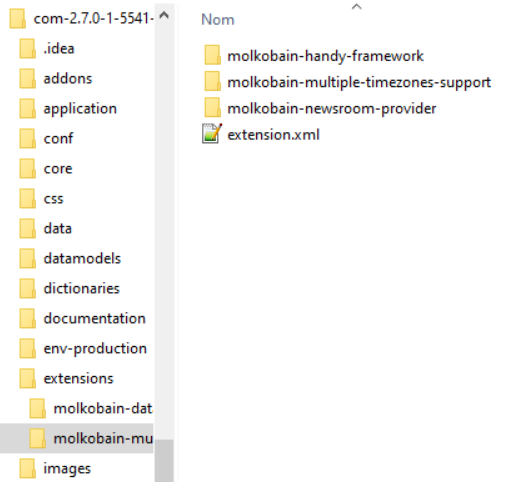 com-2.7.0-1-5541-
.idea
addons
application
conf
core
css
data
datamodels
dictionaries
documentation
env-production
extensions
molkobain-dat
molkobain-mu
images
Nom
molkobain-handy-framework
molkobain-multiple-timezones-support
molkobain-newsroom-provider
extension.xml